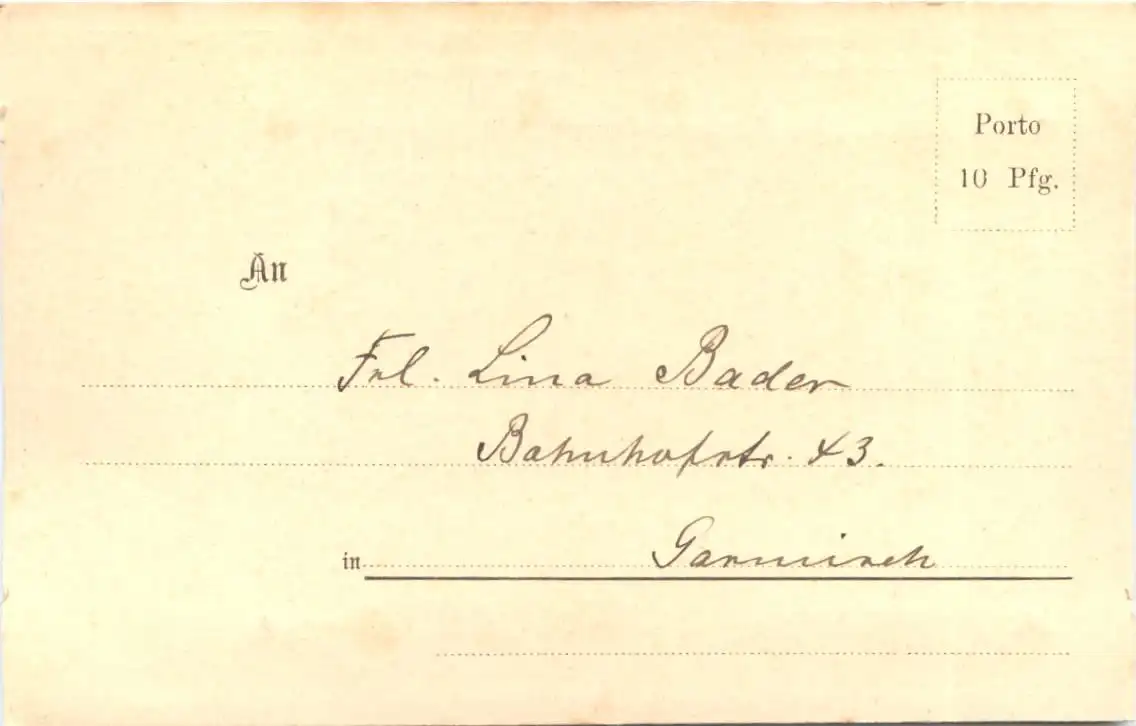 Porto
10 Pfg.
An
Frl. Lina Bader
Bahnhofstr. 43.
in Garmisch